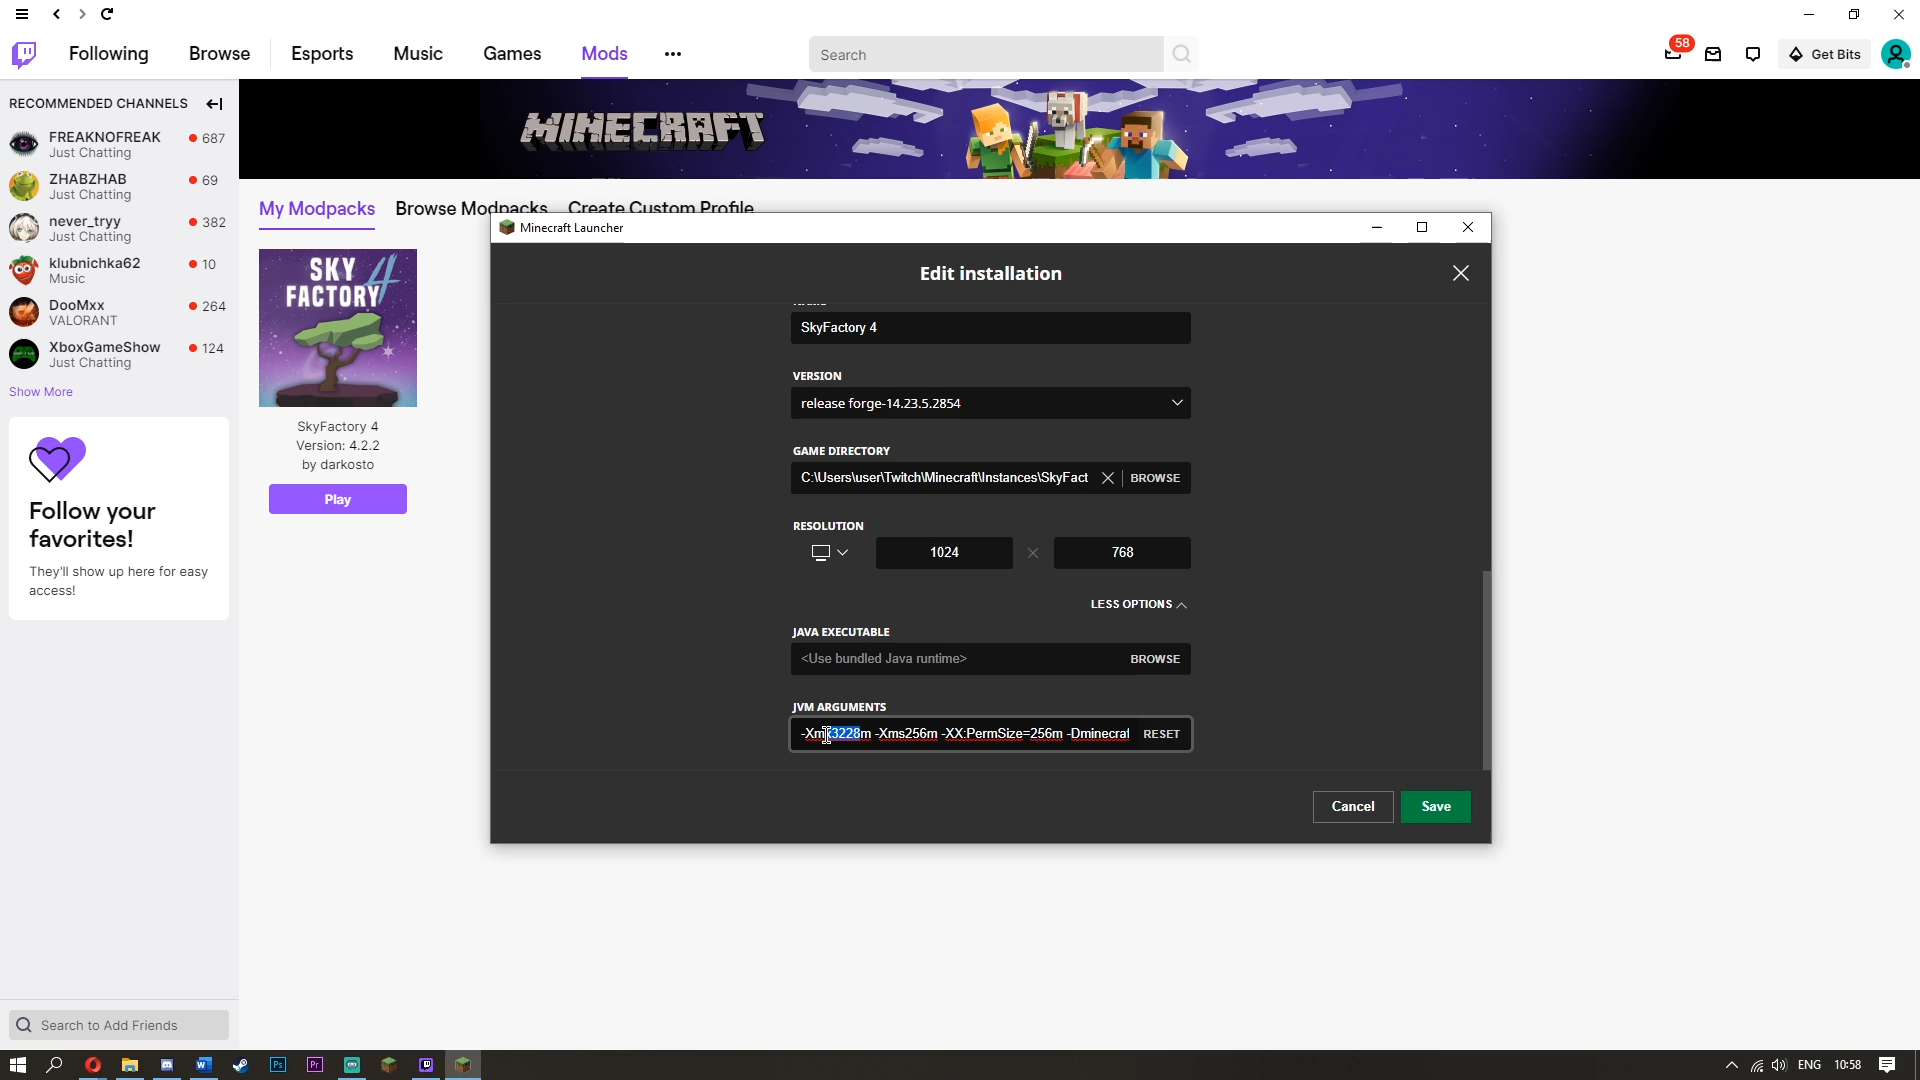 Following
Browse
Esports
Music
Games
Mods
Search
58
Get Bits
RECOMMENDED CHANNELS
FREAKNOFREAK
687
Just Chatting
ZHABZHAB
69
Just Chatting
never_tryy
382
Just Chatting
klubnichka62
10
Music
DooMxx
264
VALORANT
XboxGameShow
124
Just Chatting
Show More
Follow your
favorites!
They'll show up here for easy
access!
Search to Add Friends
MINECRAFT
My Modpacks
Browse Modpacks
Create Custom Profile
SKY
FACTORY 4
SkyFactory 4
Version: 4.2.2
by darkosto
Play
Minecraft Launcher
Edit installation
NAME
SkyFactory 4
VERSION
release forge-14.23.5.2854
GAME DIRECTORY
C:\Users\user\Twitch\Minecraft\Instances\SkyFact
BROWSE
RESOLUTION
1024
768
LESS OPTIONS
JAVA EXECUTABLE
<Use bundled Java runtime>
BROWSE
JVM ARGUMENTS
-Xmx3228m -Xms256m -XX:PermSize=256m -Dminecraf
RESET
Cancel
Save
W
Ps
Pr
ENG
10:58